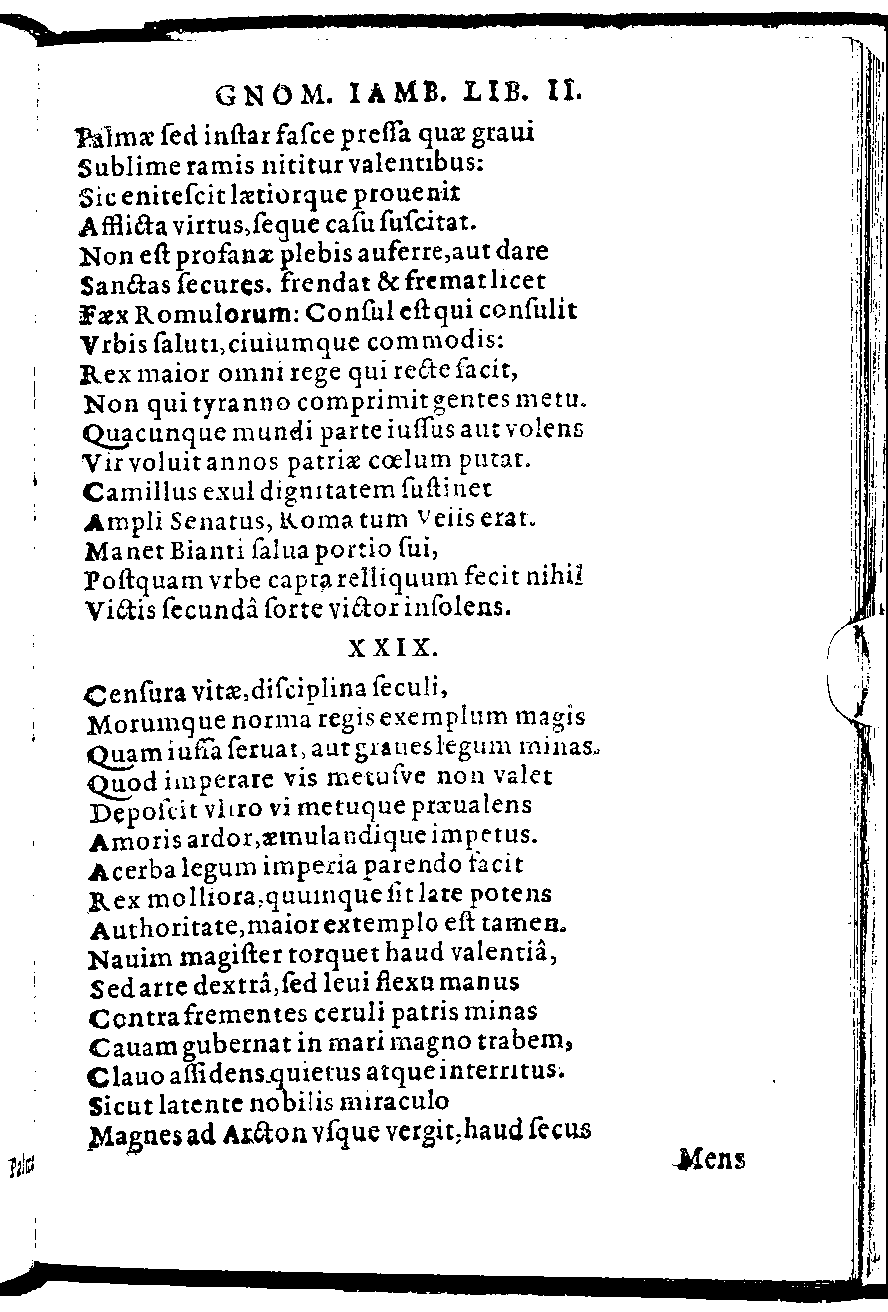 GNOM. IAMB. LIB. II.
Palmæ ſed inſtar faſce preſſa quæ graui
Sublime ramis nititur valentibus:
Sic eniteſcit lætiorque prouenit
Afflicta virtus, ſeque caſu ſuſcitat.
Non eſt profanæ plebis auferre, aut dare
Sanctas ſecures. frendat & fremat licet
Fæx Romulorum: Conſul eſt qui conſulit
Vrbis ſaluti, ciuiumque commodis:
Rex maior omni rege qui recte facit,
Non qui tyranno comprimit gentes metu.
Quacunque mundi parte iuſſus aut volens
Vir voluit annos patriæ cœlum putat.
Camillus exul dignitatem ſuſtinet
Ampli Senatus, Roma tum Veiis erat.
Manet Bianti ſalua portio ſui,
Poſtquam vrbe capta relliquum fecit nihil
Victis ſecundâ ſorte victor inſolens.
XXIX.
Cenſura vitæ, diſciplina ſeculi,
Morumque norma regis exemplum magis
Quam iuſſa ſeruat, aut graues legum minas.
Quod imperare vis metuſve non valet
Depoſcit vltro vi metuque præualens
Amoris ardor, æmulandique impetus.
Acerba legum imperia parendo facit
Rex molliora, quumque ſit late potens
Authoritate, maior extemplo eſt tamen.
Nauim magiſter torquet haud valentiâ,
Sed arte dextrâ, ſed leui flexu manus
Contra frementes ceruli patris minas
Cauam gubernat in mari magno trabem,
Clauo aſſidens quietus atque interritus.
Sicut latente nobilis miraculo
Magnes ad Arcton vſque vergit, haud ſecus
Mens